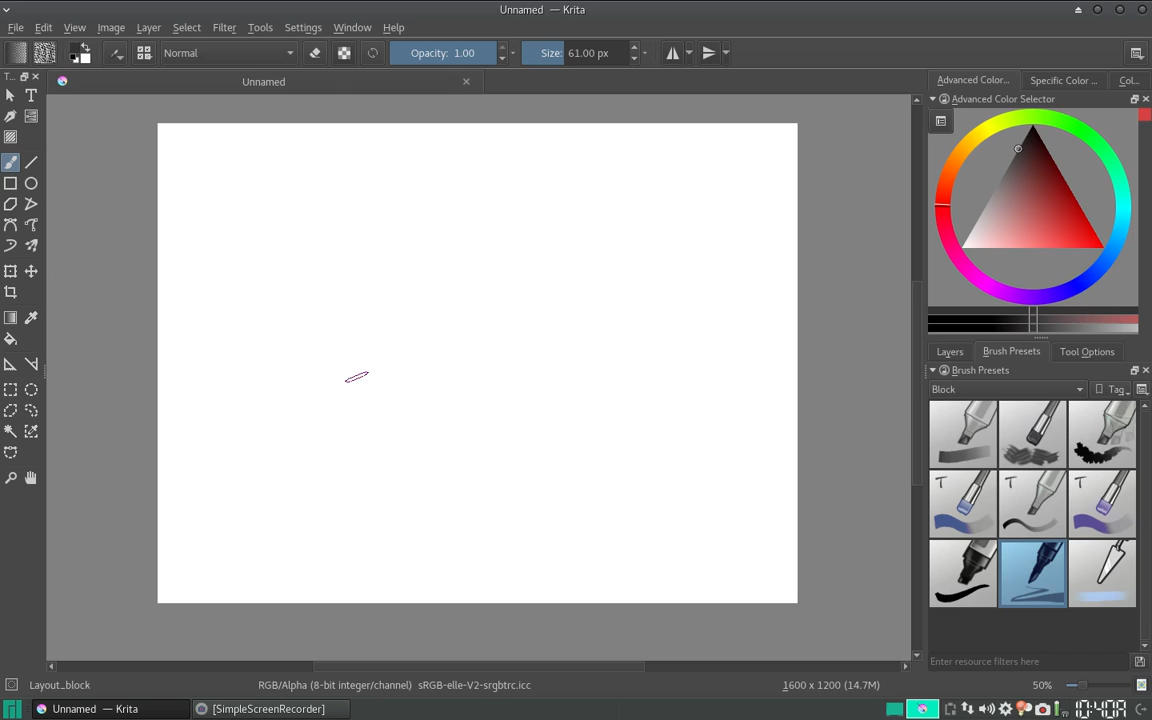 Unnamed — Krita
File Edit View Image Layer Select Filter Tools Settings Window Help
Normal Opacity: 1.00 Size: 61.00 px
T... Unnamed
Advanced Color... Specific Color ... Col...
Advanced Color Selector
Layers Brush Presets Tool Options
Brush Presets
Block Tag
T T T
Enter resource filters here
Layout_block RGB/Alpha (8-bit integer/channel) sRGB-elle-V2-srgbtrc.icc 1600 x 1200 (14.7M) 50%
Unnamed — Krita [SimpleScreenRecorder]